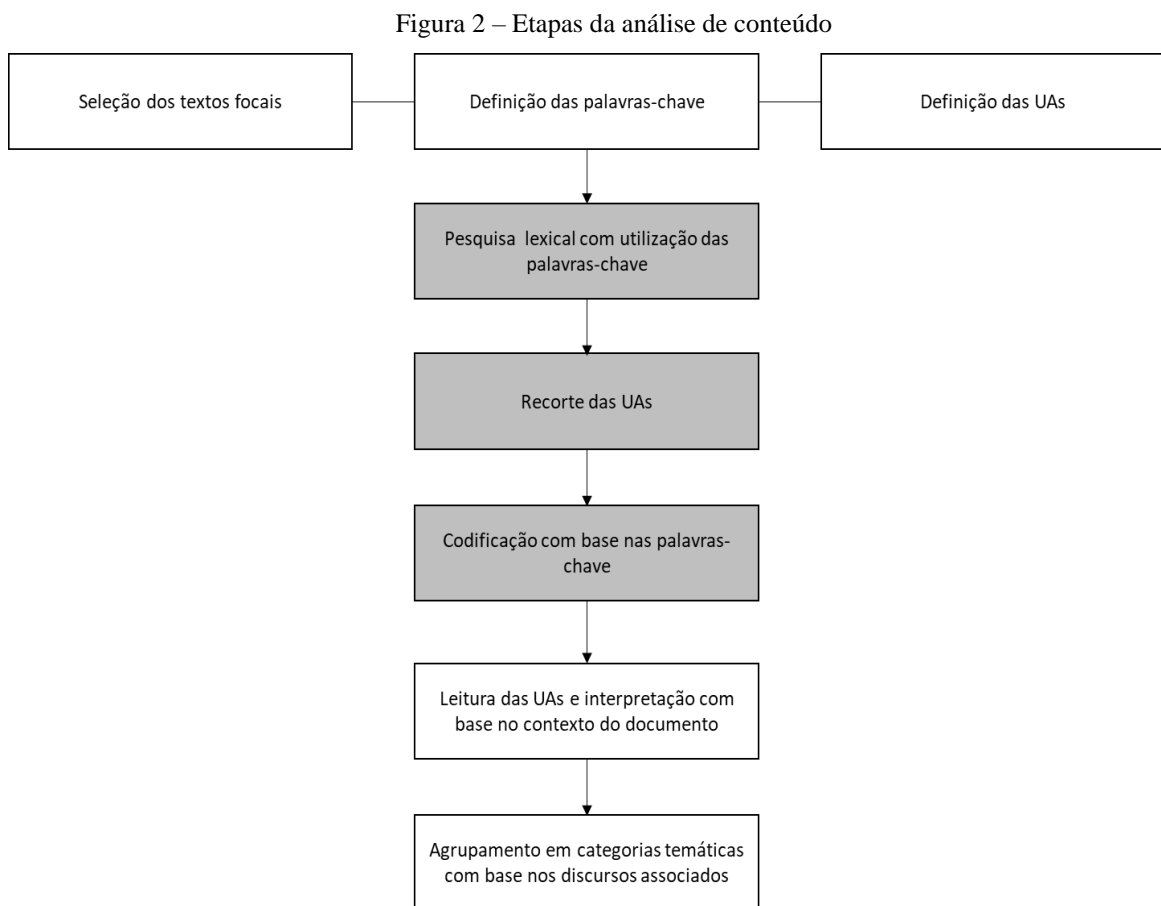 Figura 2 – Etapas da análise de conteúdo
Seleção dos textos focais
Definição das palavras-chave
Definição das UAs
Pesquisa lexical com utilização das
palavras-chave
Recorte das UAs
Codificação com base nas palavras-
chave
Leitura das UAs e interpretação com
base no contexto do documento
Agrupamento em categorias temáticas
com base nos discursos associados